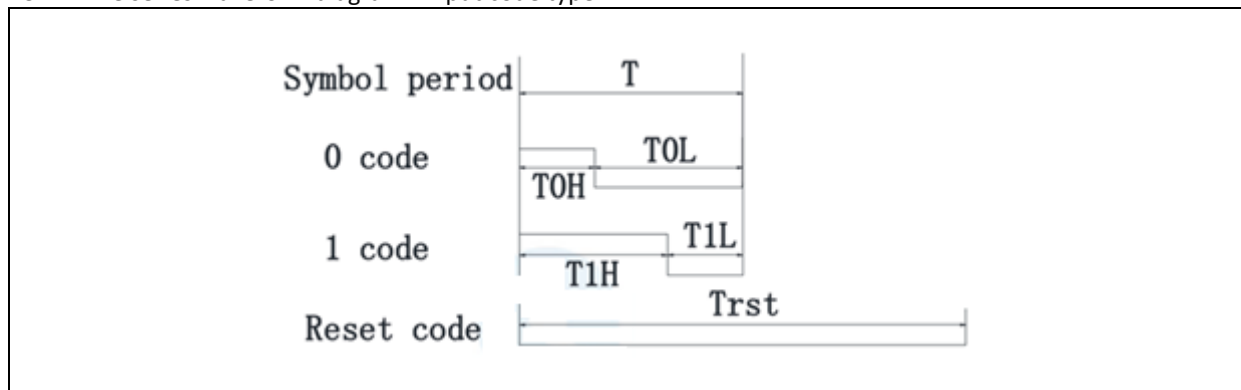 Symbol period
T
0 code
T0L
T0H
1 code
T1L
T1H
Trst
Reset code